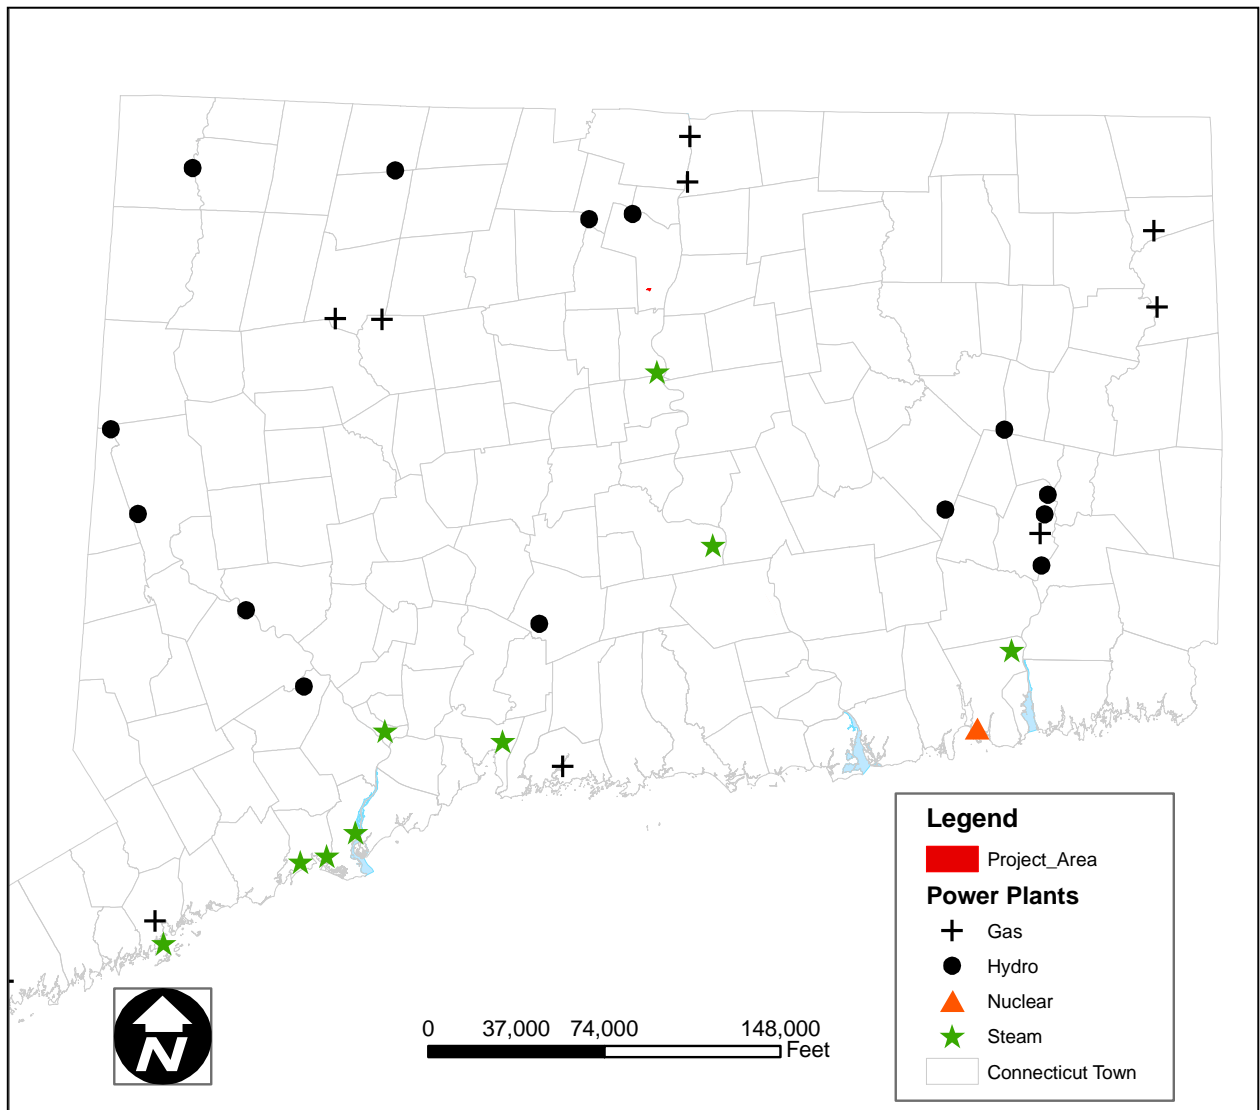 Legend
Project_Area
Power Plants
Gas
Hydro
Nuclear
Steam
Connecticut Town
N
0 37,000 74,000 148,000
Feet